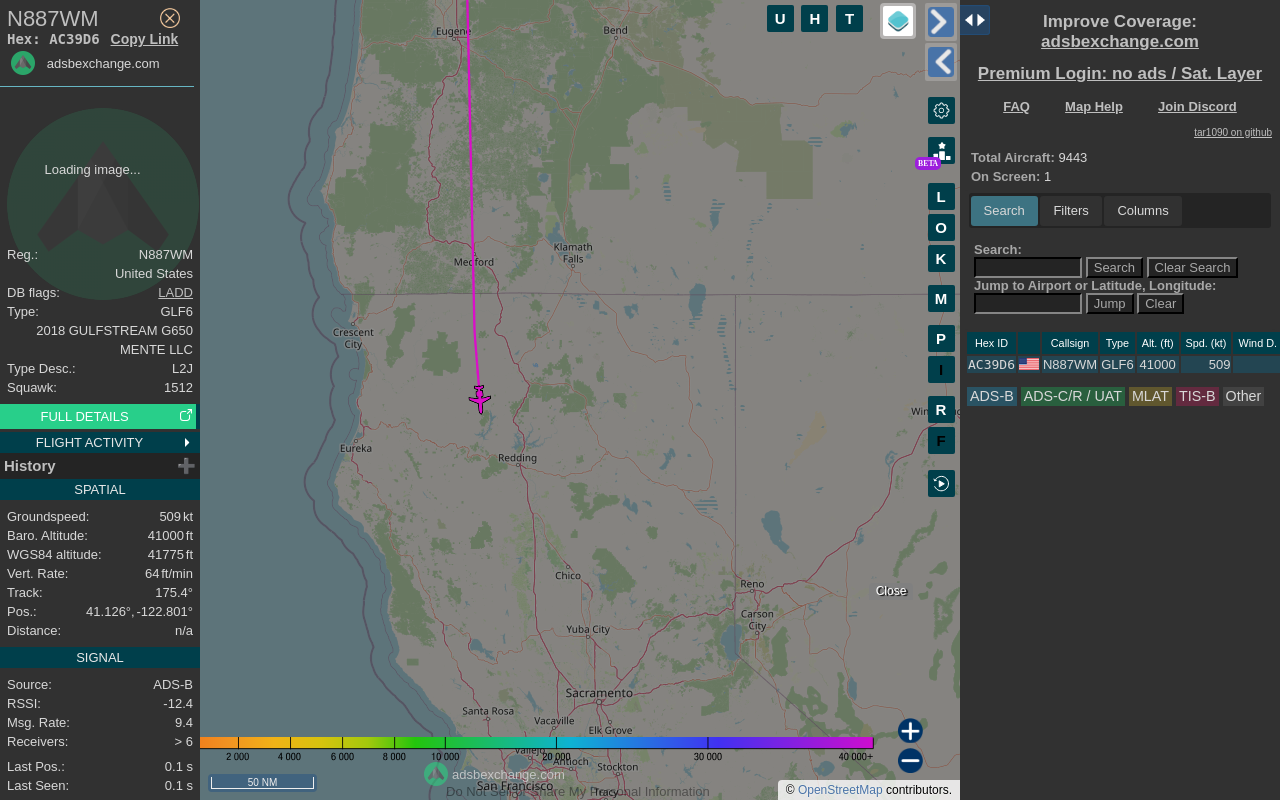 N887WM
Hex: AC39D6 Copy Link
adsbexchange.com
Loading image...
Reg.: N887WM
United States
DB flags: LADD
Type: GLF6
2018 GULFSTREAM G650
MENTE LLC
Type Desc.: L2J
Squawk: 1512
FULL DETAILS
FLIGHT ACTIVITY
History
SPATIAL
Groundspeed: 509 kt
Baro. Altitude: 41000 ft
WGS84 altitude: 41775 ft
Vert. Rate: 64 ft/min
Track: 175.4°
Pos.: 41.126°, -122.801°
Distance: n/a
SIGNAL
Source: ADS-B
RSSI: -12.4
Msg. Rate: 9.4
Receivers: > 6
Last Pos.: 0.1 s
Last Seen: 0.1 s
U H T
Eugene
Bend
Klamath
Falls
Medford
Crescent
City
Eureka
Redding
Chico
Reno
Carson
City
Yuba City
Sacramento
Santa Rosa
Vacaville
Elk Grove
Vallejo
Antioch
Stockton
San Francisco
Tracy
BETA
L
O
K
M
P
I
R
F
Close
2 000 4 000 6 000 8 000 10 000 20 000 30 000 40 000+
50 NM
adsbexchange.com
Do Not Sell or Share My Personal Information
© OpenStreetMap contributors.
Improve Coverage:
adsbexchange.com
Premium Login: no ads / Sat. Layer
FAQ Map Help Join Discord
tar1090 on github
Total Aircraft: 9443
On Screen: 1
Search Filters Columns
Search:
Search Clear Search
Jump to Airport or Latitude, Longitude:
Jump Clear
Hex ID Callsign Type Alt. (ft) Spd. (kt) Wind D.
AC39D6 N887WM GLF6 41000 509
ADS-B ADS-C/R / UAT MLAT TIS-B Other